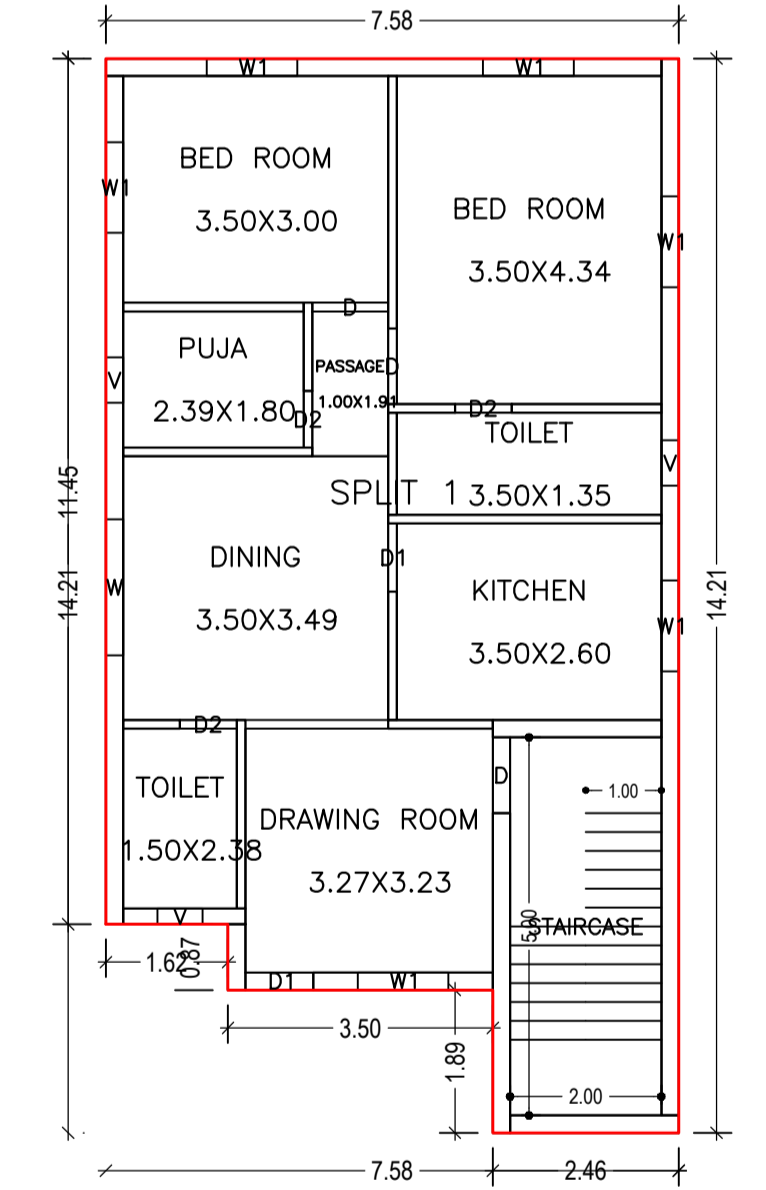 7.58
W1
W1
BED ROOM
3.50X3.00
W1
BED ROOM
3.50X4.34
W1
D
PUJA
2.39X1.80
V
PASSAGE
D
1.00X1.91
D2
D2
TOILET
3.50X1.35
V
SPLIT 1
11.45
14.21
14.21
DINING
3.50X3.49
W
D1
KITCHEN
3.50X2.60
W1
D2
TOILET
1.50X2.38
V
DRAWING ROOM
3.27X3.23
D
1.00
STAIRCASE
5.00
1.62
0.87
D1
W1
3.50
1.89
2.00
7.58
2.46